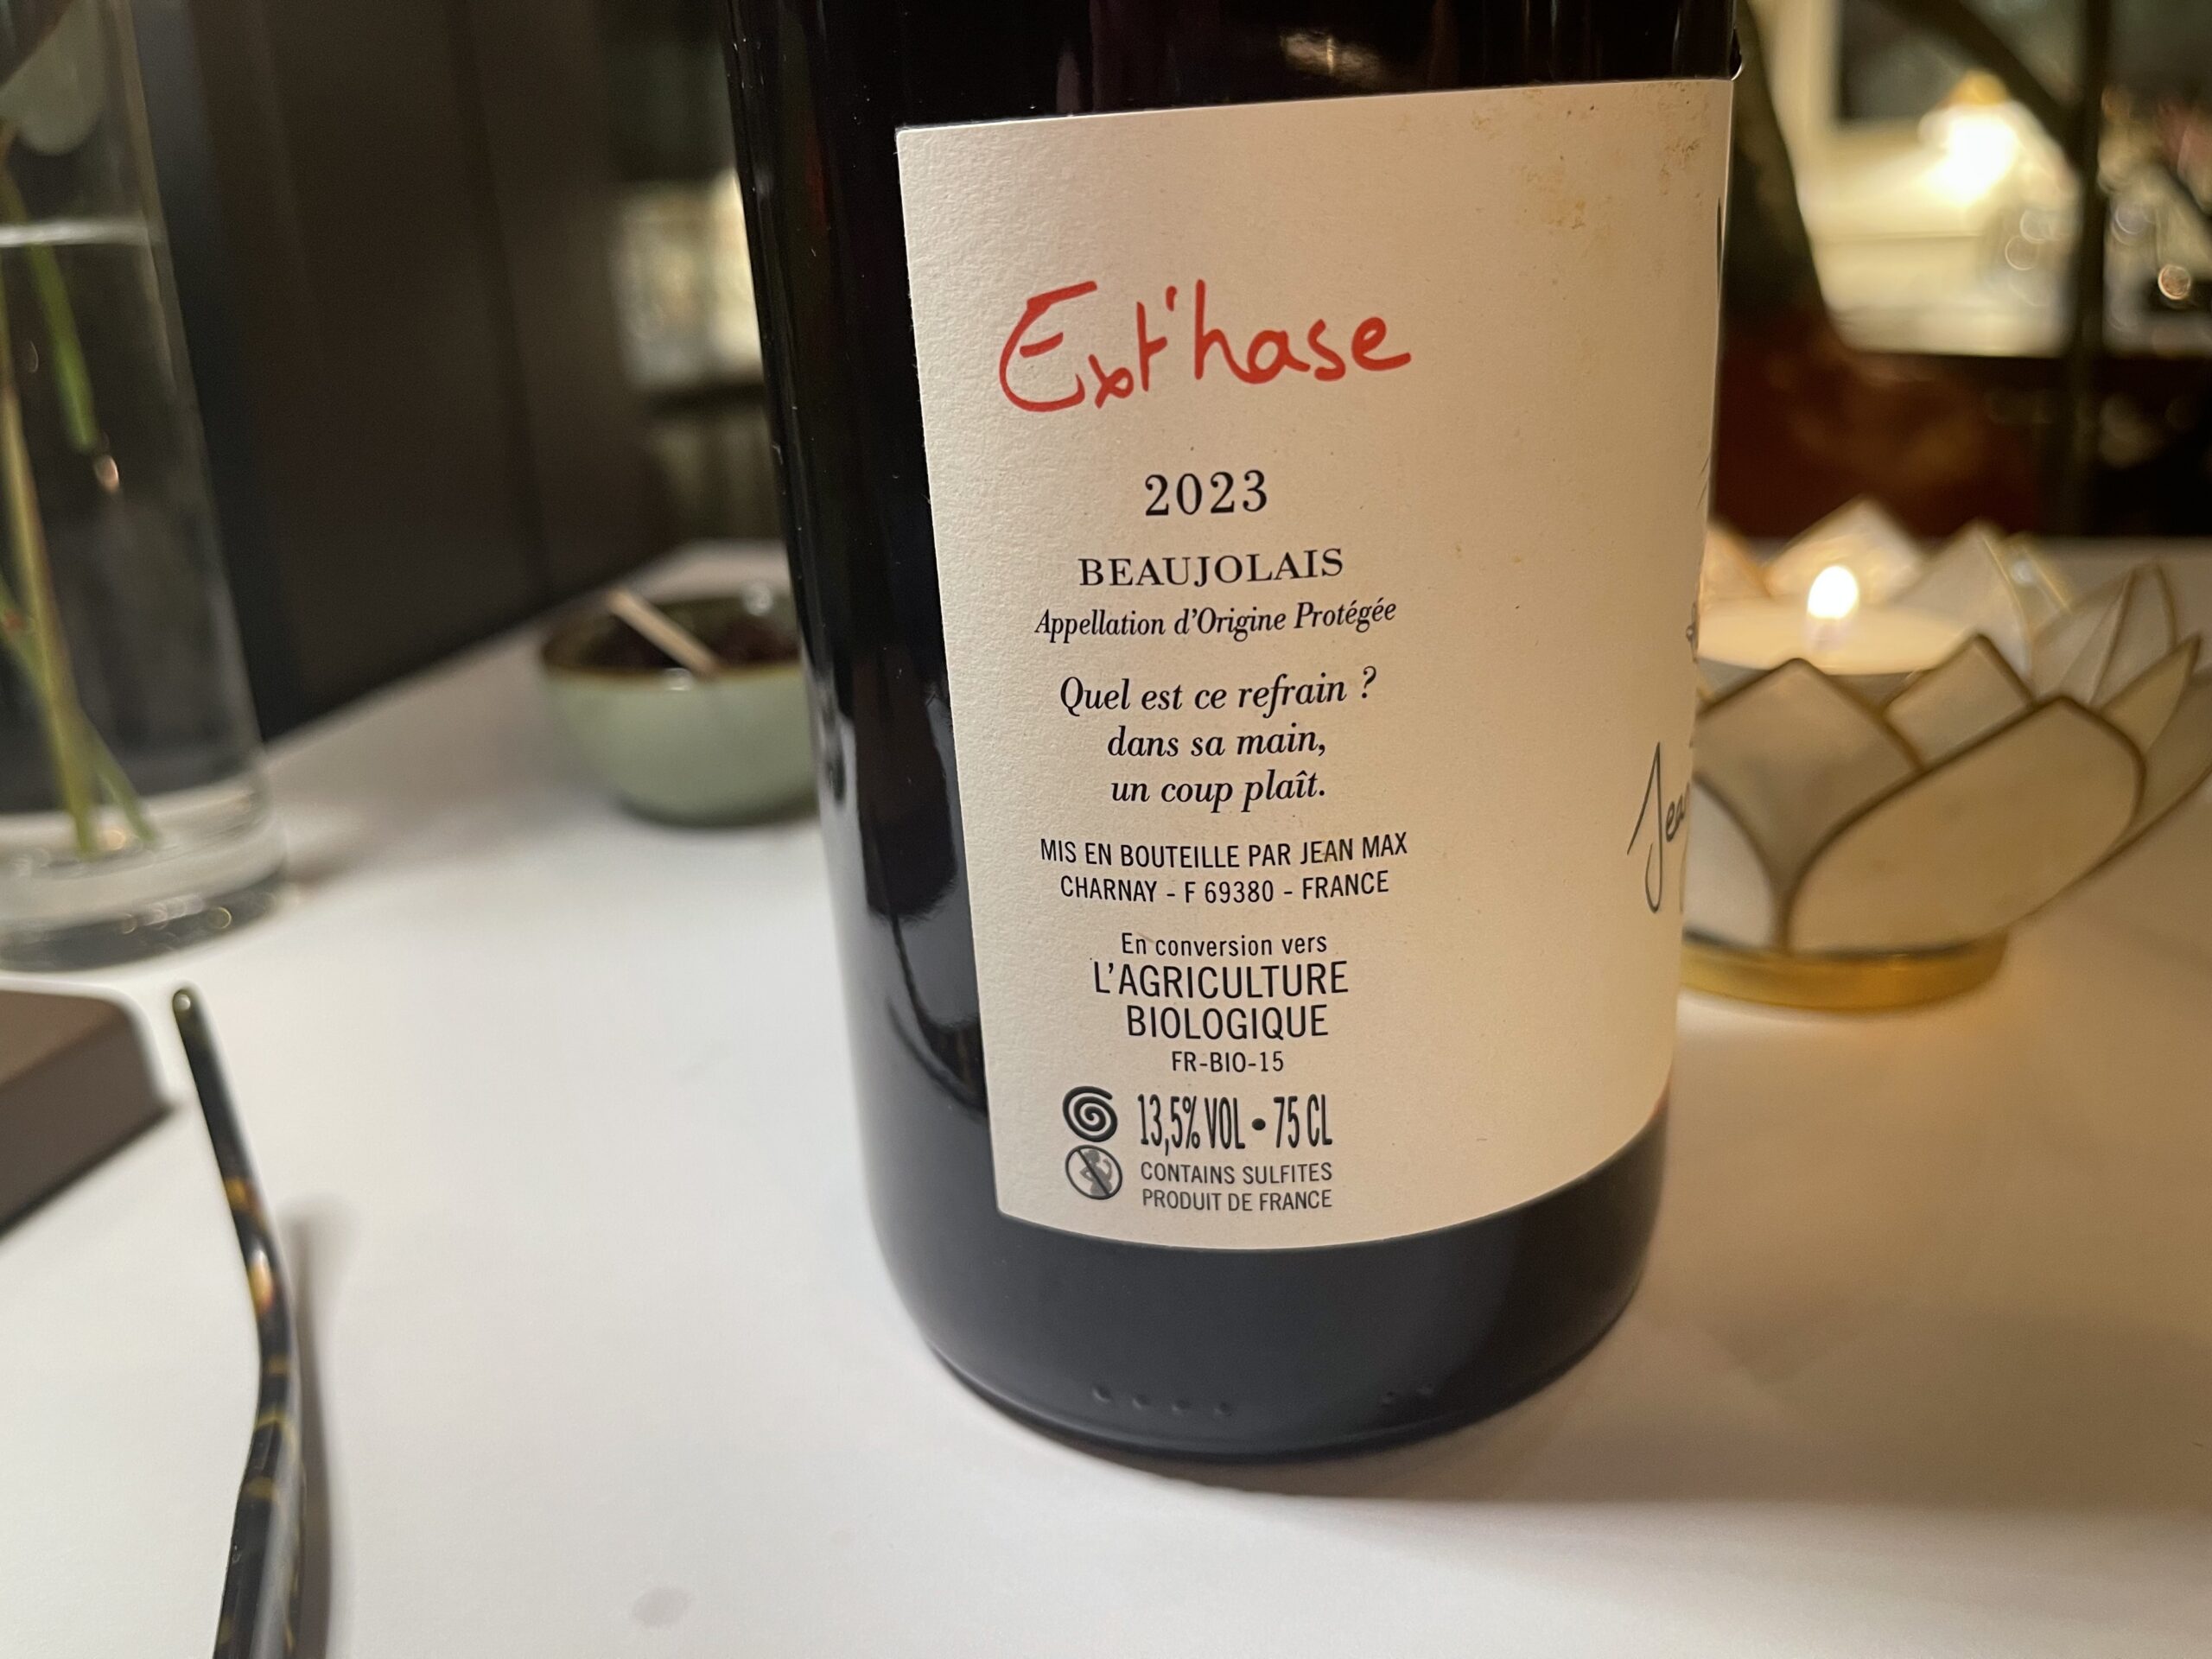 Ext'hase
2023
BEAUJOLAIS
Appellation d'Origine Protégée
Quel est ce refrain ?
dans sa main,
un coup plaît.
MIS EN BOUTEILLE PAR JEAN MAX
CHARNAY - F 69380 - FRANCE
En conversion vers
L'AGRICULTURE
BIOLOGIQUE
FR-BIO-15
13,5% VOL • 75 CL
CONTAINS SULFITES
PRODUIT DE FRANCE